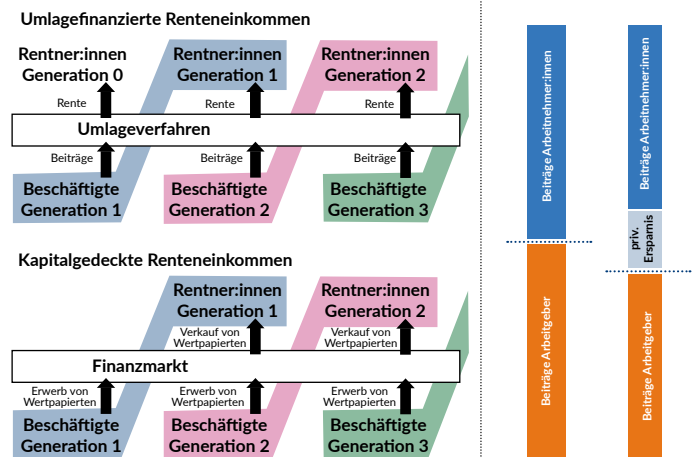 Umlagefinanzierte Renteneinkommen
Rentner:innen
Generation 0
Rentner:innen
Generation 1
Rentner:innen
Generation 2
Rente
Rente
Rente
Umlageverfahren
Beiträge
Beiträge
Beiträge
Beschäftigte
Generation 1
Beschäftigte
Generation 2
Beschäftigte
Generation 3
Kapitalgedeckte Renteneinkommen
Rentner:innen
Generation 1
Rentner:innen
Generation 2
Verkauf von
Wertpapierten
Verkauf von
Wertpapierten
Finanzmarkt
Erwerb von
Wertpapierten
Erwerb von
Wertpapierten
Erwerb von
Wertpapierten
Beschäftigte
Generation 1
Beschäftigte
Generation 2
Beschäftigte
Generation 3
Beiträge Arbeitnehmer:innen
Beiträge Arbeitgeber
Beiträge Arbeitnehmer:innen
priv.
Ersparnis
Beiträge Arbeitgeber